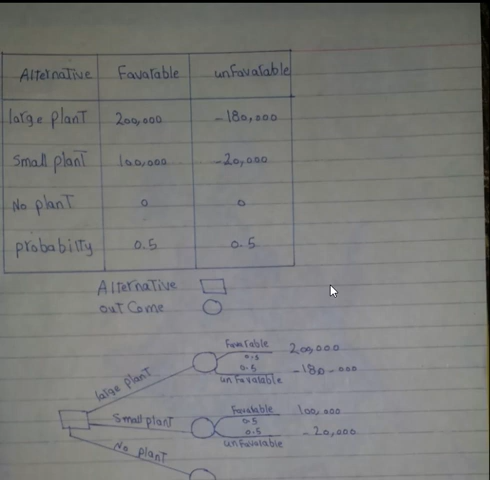 Alternative Favorable unfavorable
large plant 200,000 -180,000
Small plant 100,000 -20,000
No plant 0 0
probabilty 0.5 0.5
Alternative
outcome
Favorable 200,000
0.5
large plant 0.5 -180.000
unfavorable
Favorable 100,000
Small plant 0.5
0.5 -20,000
unfavorable
No plant